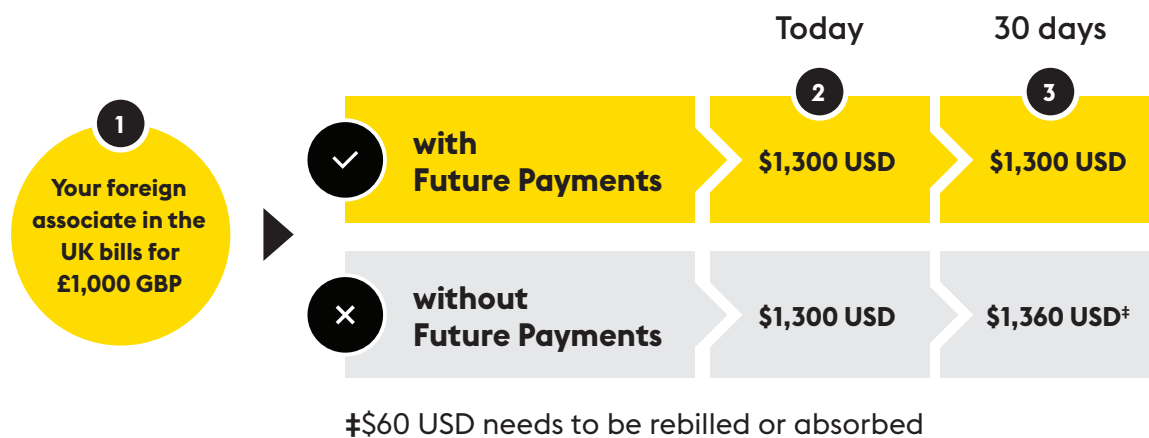 Today
30 days
1
2
3
Your foreign
associate in the
UK bills for
£1,000 GBP
with
Future Payments
$1,300 USD
$1,300 USD
without
Future Payments
$1,300 USD
$1,360 USD‡
‡$60 USD needs to be rebilled or absorbed